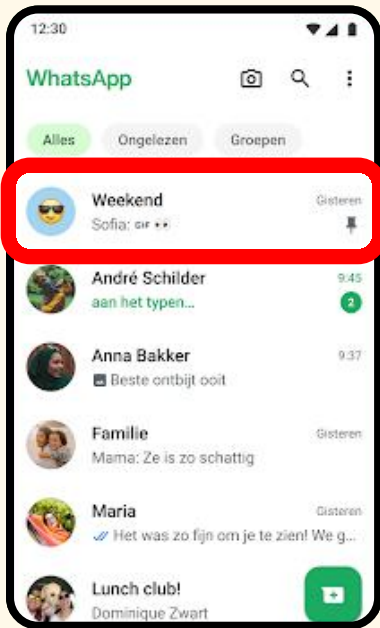 12:30
WhatsApp
Alles Ongelezen Groepen
Weekend Gisteren
Sofia: GIF 👀
André Schilder 9:45
aan het typen... 2
Anna Bakker 9:37
Beste ontbijt ooit
Familie Gisteren
Mama: Ze is zo schattig
Maria Gisteren
Het was zo fijn om je te zien! We g...
Lunch club!
Dominique Zwart